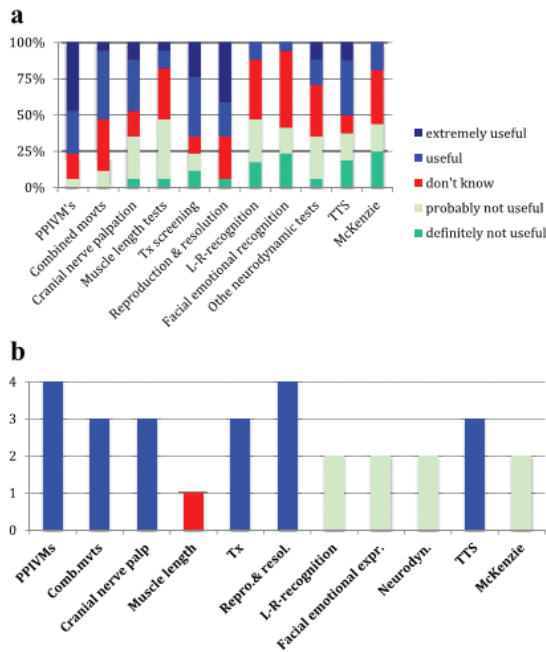 a
100%
75%
50%
25%
0%
PPIVM's
Combined movts
Cranial nerve palpation
Muscle length tests
Tx screening
Reproduction & resolution
L-R-recognition
Facial emotional recognition
Othe neurodynamic tests
TTS
McKenzie
extremely useful
useful
don't know
probably not useful
definitely not useful
b
4
3
2
1
0
PPIVMs
Comb.mvts
Cranial nerve palp
Muscle length
Tx
Repro.& resol.
L-R-recognition
Facial emotional expr.
Neurodyn.
TTS
McKenzie